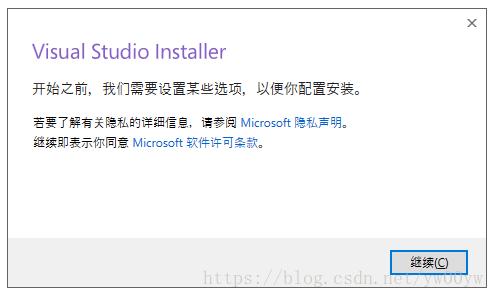 Visual Studio Installer
开始之前，我们需要设置某些选项，以便你配置安装。
若要了解有关隐私的详细信息，请参阅 Microsoft 隐私声明。
继续即表示你同意 Microsoft 软件许可条款。
继续(C)
https://blog.csdn.net/yw00yw